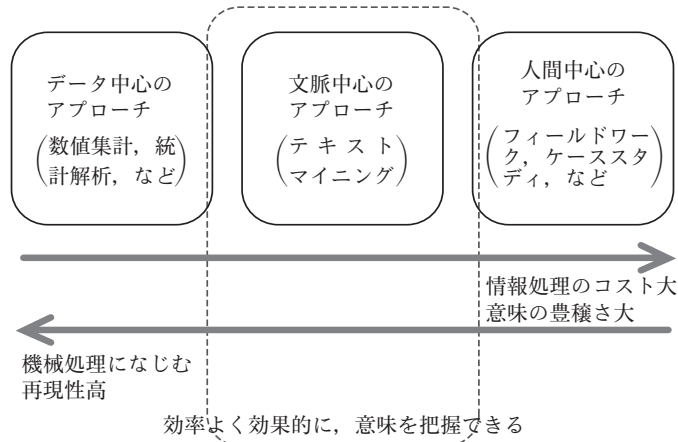 データ中心の
アプローチ
(数値集計，統
計解析，など)
文脈中心の
アプローチ
(テキスト
マイニング)
人間中心の
アプローチ
(フィールドワー
ク，ケーススタ
ディ，など)
情報処理のコスト大
意味の豊穣さ大
機械処理になじむ
再現性高
効率よく効果的に，意味を把握できる